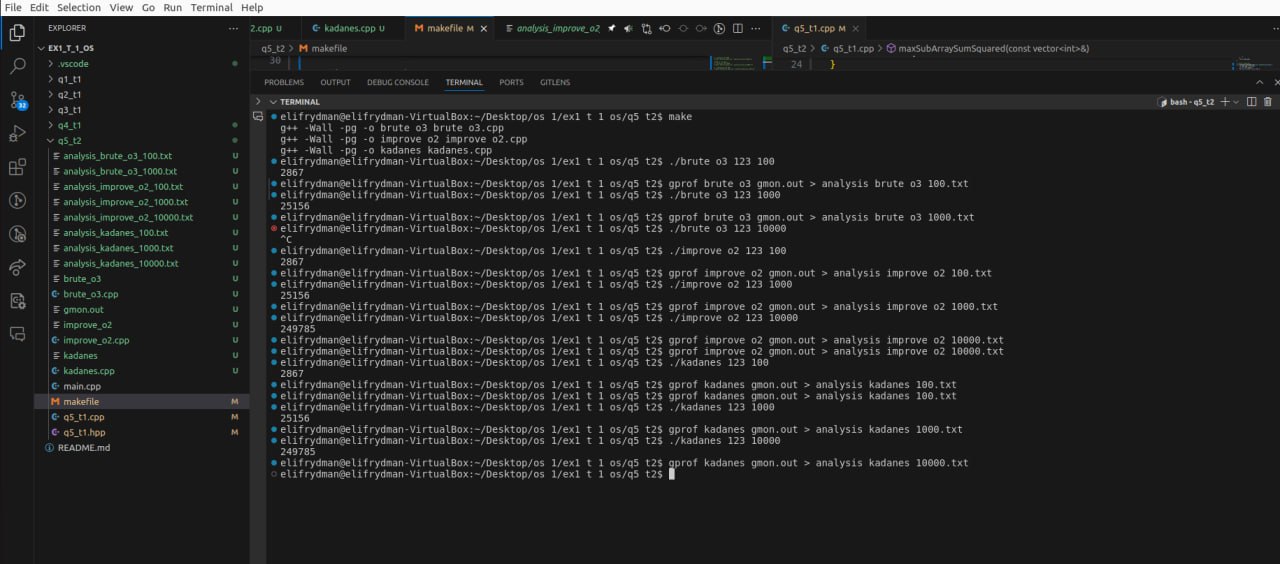 File Edit Selection View Go Run Terminal Help
EXPLORER
EX1_T_1_OS
.vscode
q1_t1
q2_t1
q3_t1
q4_t1
q5_t2
analysis_brute_o3_100.txt U
analysis_brute_o3_1000.txt U
analysis_improve_o2_100.txt U
analysis_improve_o2_1000.txt U
analysis_improve_o2_10000.txt U
analysis_kadanes_100.txt U
analysis_kadanes_1000.txt U
analysis_kadanes_10000.txt U
brute_o3 U
brute_o3.cpp U
gmon.out U
improve_o2 U
improve_o2.cpp U
kadanes U
kadanes.cpp U
main.cpp
makefile M
q5_t1.cpp M
q5_t1.hpp M
README.md
32
2.cpp U
kadanes.cpp U
makefile M
analysis_improve_o2_
q5_t1.cpp M
q5_t2 > makefile
q5_t2 > q5_t1.cpp > maxSubArraySumSquared(const vector<int>&)
30
24 }
PROBLEMS OUTPUT DEBUG CONSOLE TERMINAL PORTS GITLENS
TERMINAL
bash - q5_t2
elifrydman@elifrydman-VirtualBox:~/Desktop/os 1/ex1 t 1 os/q5 t2$ make
g++ -Wall -pg -o brute o3 brute o3.cpp
g++ -Wall -pg -o improve o2 improve o2.cpp
g++ -Wall -pg -o kadanes kadanes.cpp
elifrydman@elifrydman-VirtualBox:~/Desktop/os 1/ex1 t 1 os/q5 t2$ ./brute o3 123 100
2867
elifrydman@elifrydman-VirtualBox:~/Desktop/os 1/ex1 t 1 os/q5 t2$ gprof brute o3 gmon.out > analysis brute o3 100.txt
elifrydman@elifrydman-VirtualBox:~/Desktop/os 1/ex1 t 1 os/q5 t2$ ./brute o3 123 1000
25156
elifrydman@elifrydman-VirtualBox:~/Desktop/os 1/ex1 t 1 os/q5 t2$ gprof brute o3 gmon.out > analysis brute o3 1000.txt
elifrydman@elifrydman-VirtualBox:~/Desktop/os 1/ex1 t 1 os/q5 t2$ ./brute o3 123 10000
^C
elifrydman@elifrydman-VirtualBox:~/Desktop/os 1/ex1 t 1 os/q5 t2$ ./improve o2 123 100
2867
elifrydman@elifrydman-VirtualBox:~/Desktop/os 1/ex1 t 1 os/q5 t2$ gprof improve o2 gmon.out > analysis improve o2 100.txt
elifrydman@elifrydman-VirtualBox:~/Desktop/os 1/ex1 t 1 os/q5 t2$ ./improve o2 123 1000
25156
elifrydman@elifrydman-VirtualBox:~/Desktop/os 1/ex1 t 1 os/q5 t2$ gprof improve o2 gmon.out > analysis improve o2 1000.txt
elifrydman@elifrydman-VirtualBox:~/Desktop/os 1/ex1 t 1 os/q5 t2$ ./improve o2 123 10000
249785
elifrydman@elifrydman-VirtualBox:~/Desktop/os 1/ex1 t 1 os/q5 t2$ gprof improve o2 gmon.out > analysis improve o2 10000.txt
elifrydman@elifrydman-VirtualBox:~/Desktop/os 1/ex1 t 1 os/q5 t2$ gprof improve o2 gmon.out > analysis improve o2 10000.txt
elifrydman@elifrydman-VirtualBox:~/Desktop/os 1/ex1 t 1 os/q5 t2$ ./kadanes 123 100
2867
elifrydman@elifrydman-VirtualBox:~/Desktop/os 1/ex1 t 1 os/q5 t2$ gprof kadanes gmon.out > analysis kadanes 100.txt
elifrydman@elifrydman-VirtualBox:~/Desktop/os 1/ex1 t 1 os/q5 t2$ gprof kadanes gmon.out > analysis kadanes 100.txt
elifrydman@elifrydman-VirtualBox:~/Desktop/os 1/ex1 t 1 os/q5 t2$ ./kadanes 123 1000
25156
elifrydman@elifrydman-VirtualBox:~/Desktop/os 1/ex1 t 1 os/q5 t2$ gprof kadanes gmon.out > analysis kadanes 1000.txt
elifrydman@elifrydman-VirtualBox:~/Desktop/os 1/ex1 t 1 os/q5 t2$ ./kadanes 123 10000
249785
elifrydman@elifrydman-VirtualBox:~/Desktop/os 1/ex1 t 1 os/q5 t2$ gprof kadanes gmon.out > analysis kadanes 10000.txt
elifrydman@elifrydman-VirtualBox:~/Desktop/os 1/ex1 t 1 os/q5 t2$